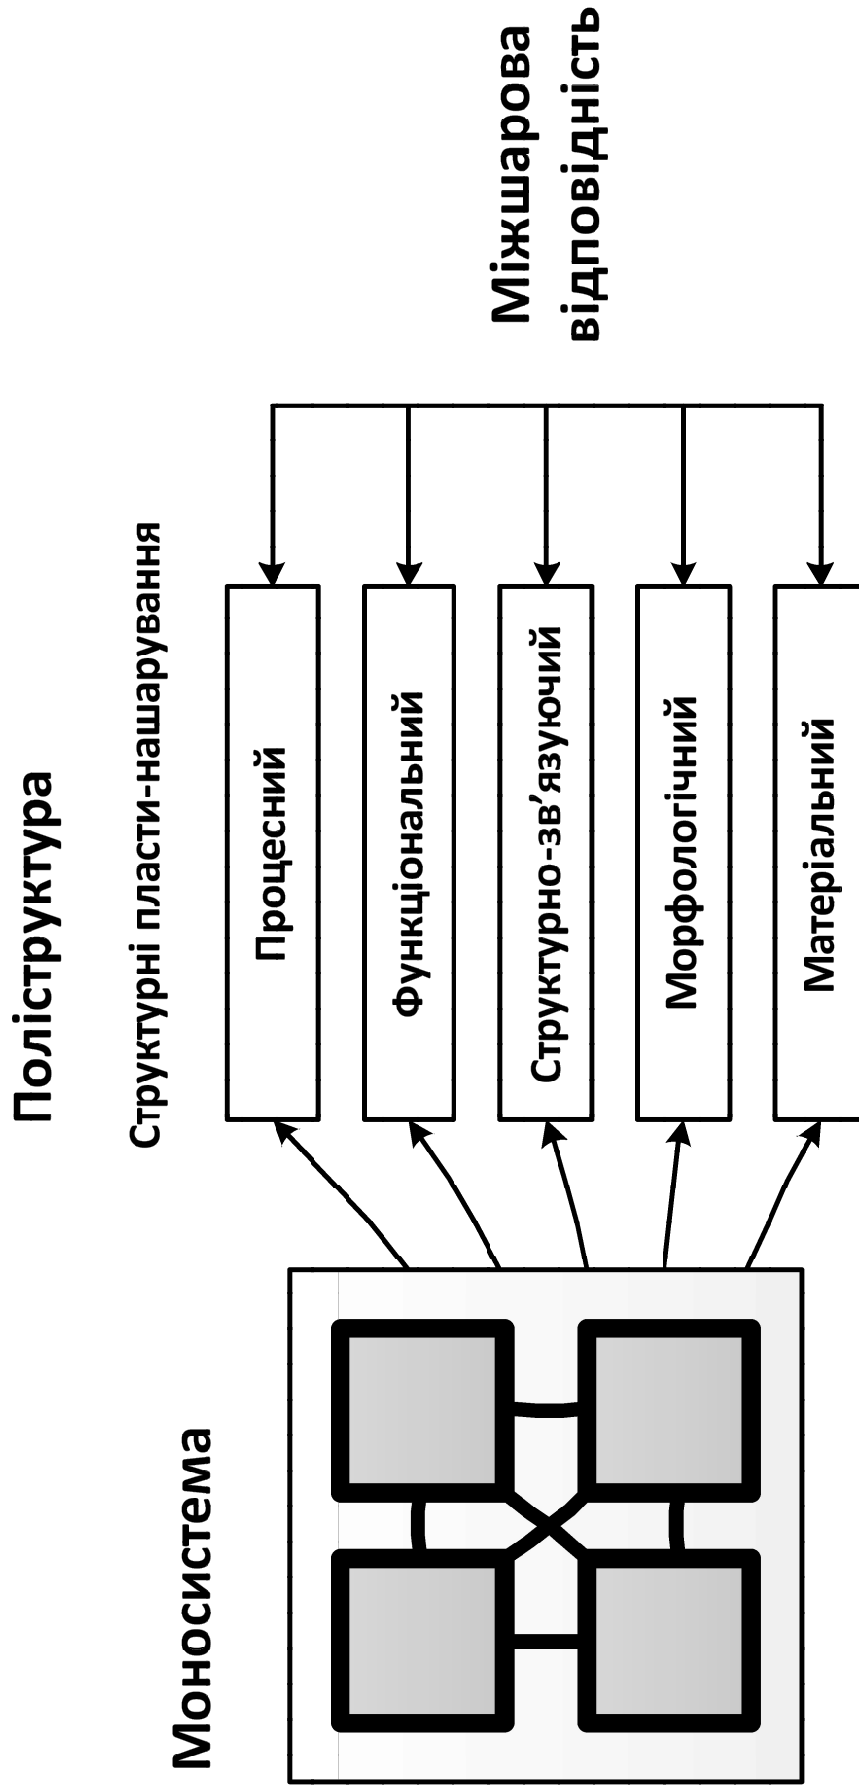 Поліструктура
Моносистема
Структурні пласти-нашарування
Процесний
Функціональний
Структурно-зв’язуючий
Морфологічний
Матеріальний
Міжшарова
відповідність